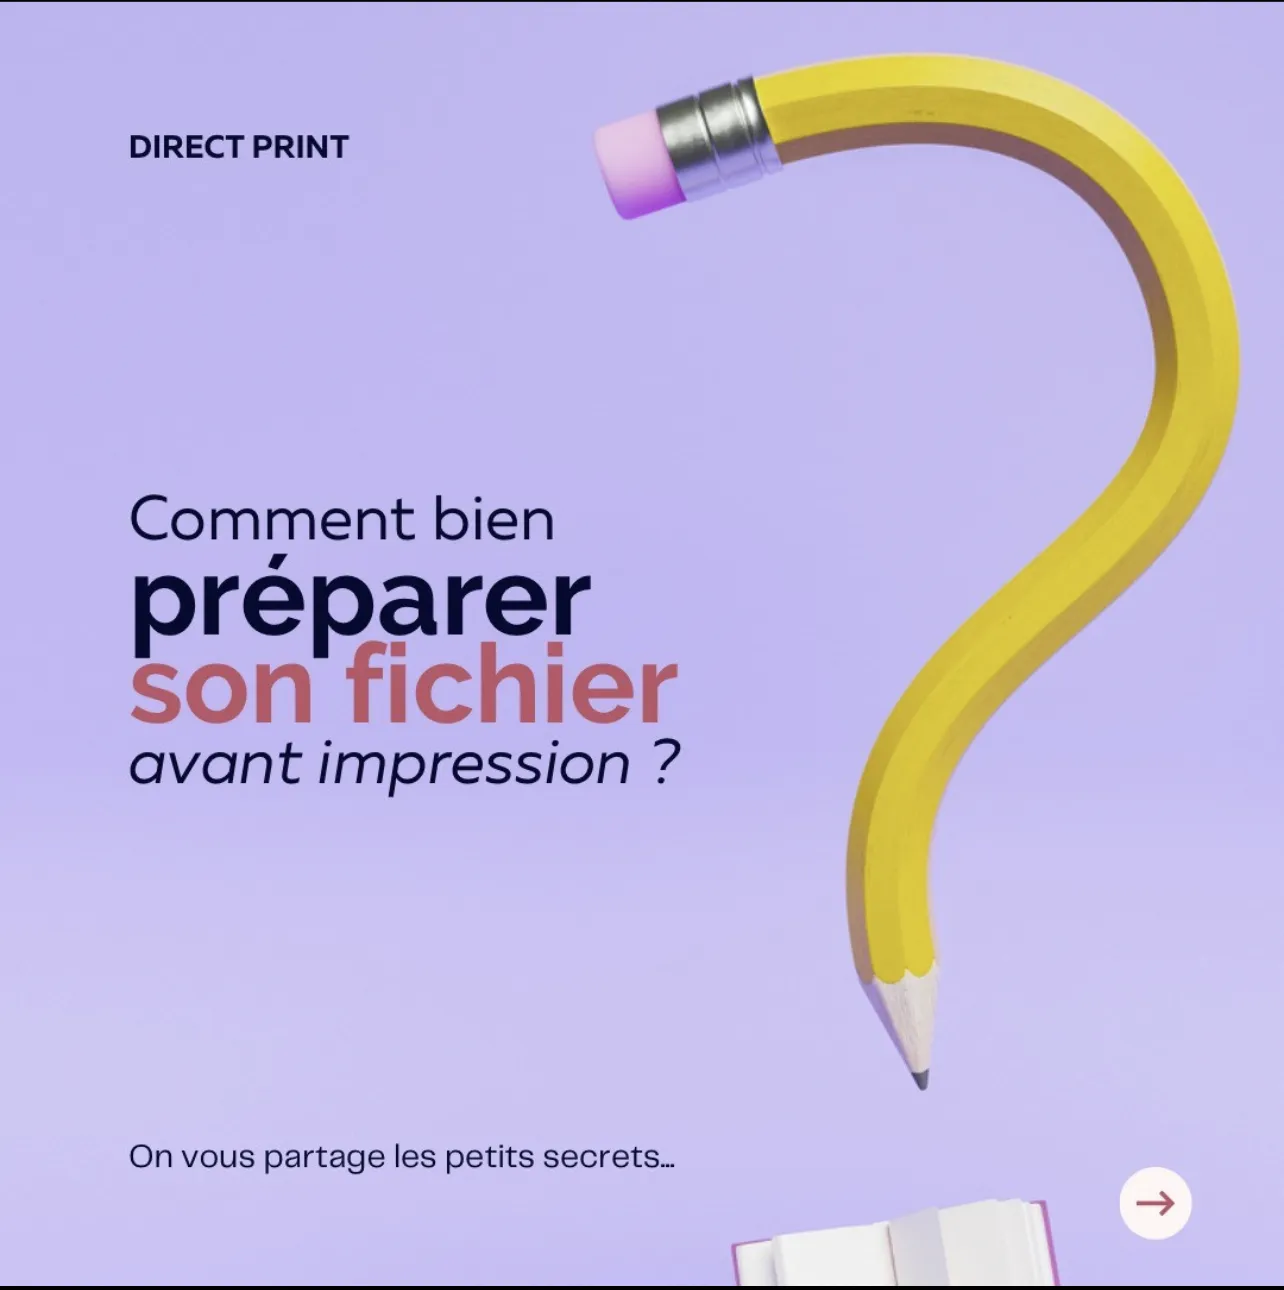 DIRECT PRINT
Comment bien
préparer
son fichier
avant impression ?
On vous partage les petits secrets...